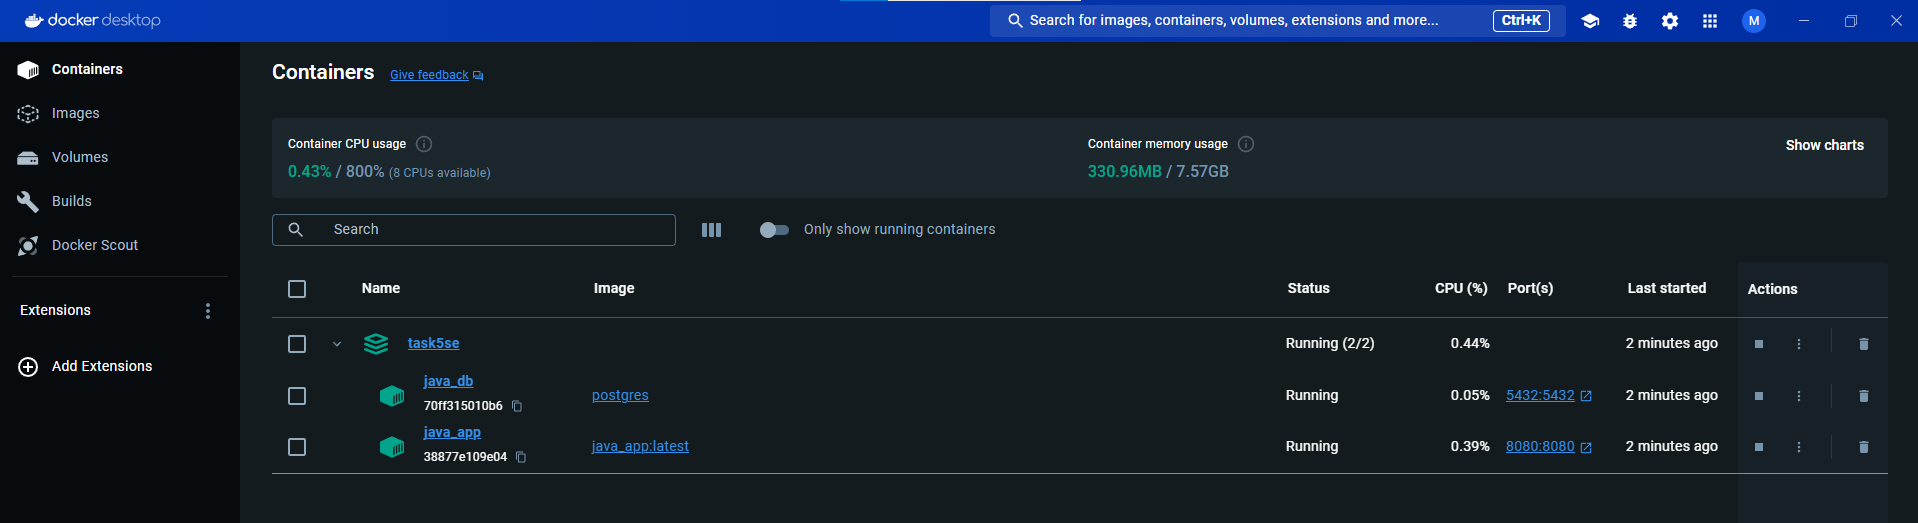 docker desktop
Search for images, containers, volumes, extensions and more... Ctrl+K
M
Containers
Images
Volumes
Builds
Docker Scout
Extensions
Add Extensions
Containers Give feedback
Container CPU usage
0.43% / 800% (8 CPUs available)
Container memory usage
330.96MB / 7.57GB
Show charts
Search
Only show running containers
Name Image Status CPU (%) Port(s) Last started Actions
task5se Running (2/2) 0.44% 2 minutes ago
java_db
70ff315010b6
postgres Running 0.05% 5432:5432 2 minutes ago
java_app
38877e109e04
java_app:latest Running 0.39% 8080:8080 2 minutes ago